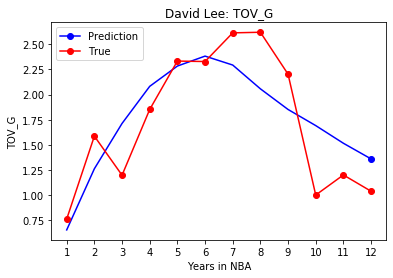 David Lee: TOV_G
Prediction
True
TOV_G
2.50
2.25
2.00
1.75
1.50
1.25
1.00
0.75
1 2 3 4 5 6 7 8 9 10 11 12
Years in NBA